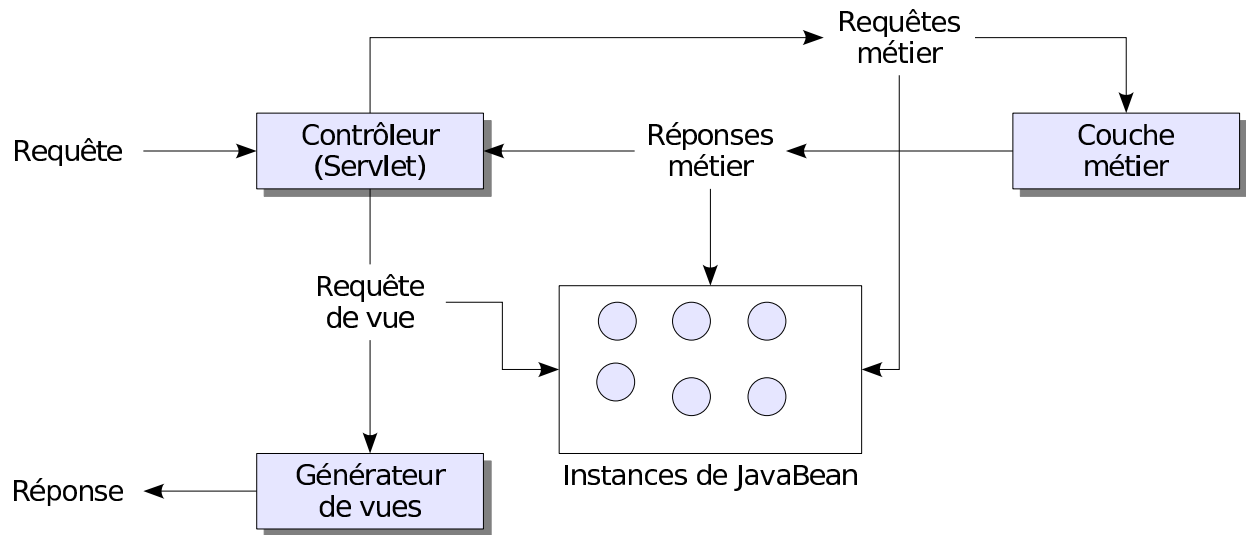 Requêtes
métier
Requête
Contrôleur
(Servlet)
Réponses
métier
Couche
métier
Requête
de vue
Instances de JavaBean
Réponse
Générateur
de vues